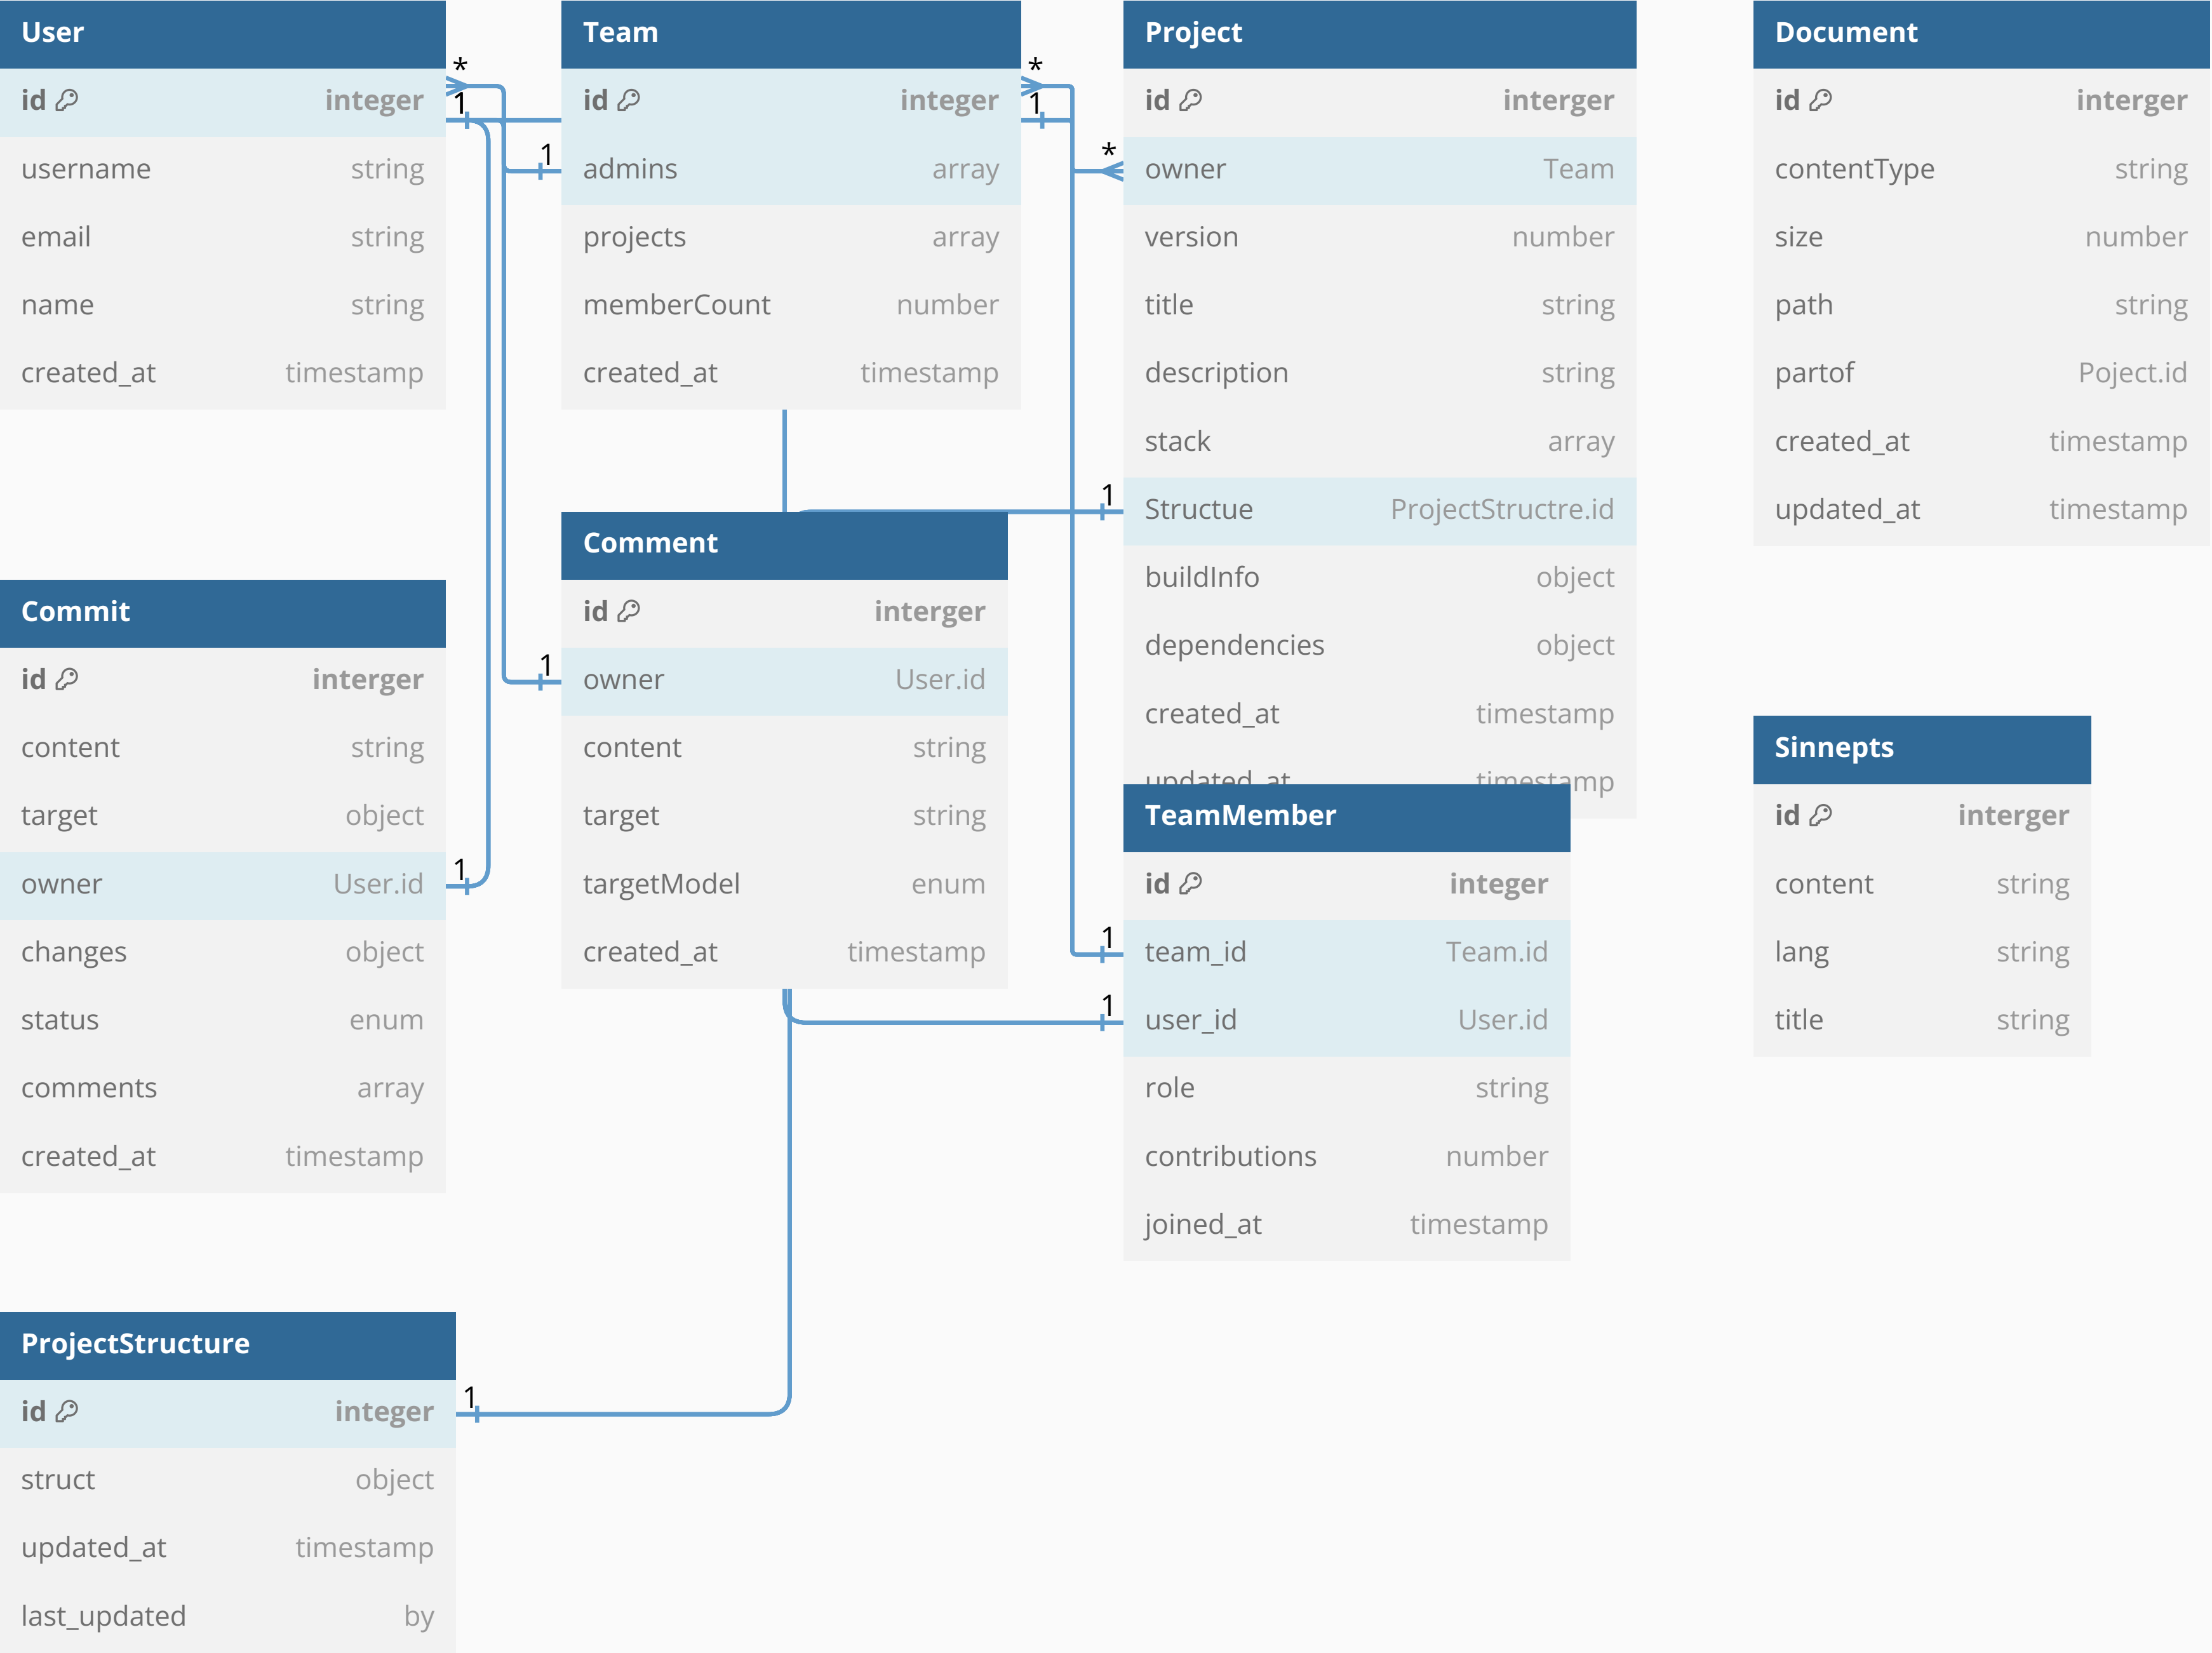 User
id integer
username string
email string
name string
created_at timestamp
* 1
Team
id integer
admins array
projects array
memberCount number
created_at timestamp
1
* 1
Project
id interger
owner Team
version number
title string
description string
stack array
Structue ProjectStructre.id
buildInfo object
dependencies object
created_at timestamp
updated_at timestamp
* 1
Document
id interger
contentType string
size number
path string
partof Poject.id
created_at timestamp
updated_at timestamp
Commit
id interger
content string
target object
owner User.id
changes object
status enum
comments array
created_at timestamp
1
Comment
id interger
owner User.id
content string
target string
targetModel enum
created_at timestamp
1
TeamMember
id integer
team_id Team.id
user_id User.id
role string
contributions number
joined_at timestamp
1
1
Sinnepts
id interger
content string
lang string
title string
ProjectStructure
id integer
struct object
updated_at timestamp
last_updated by
1